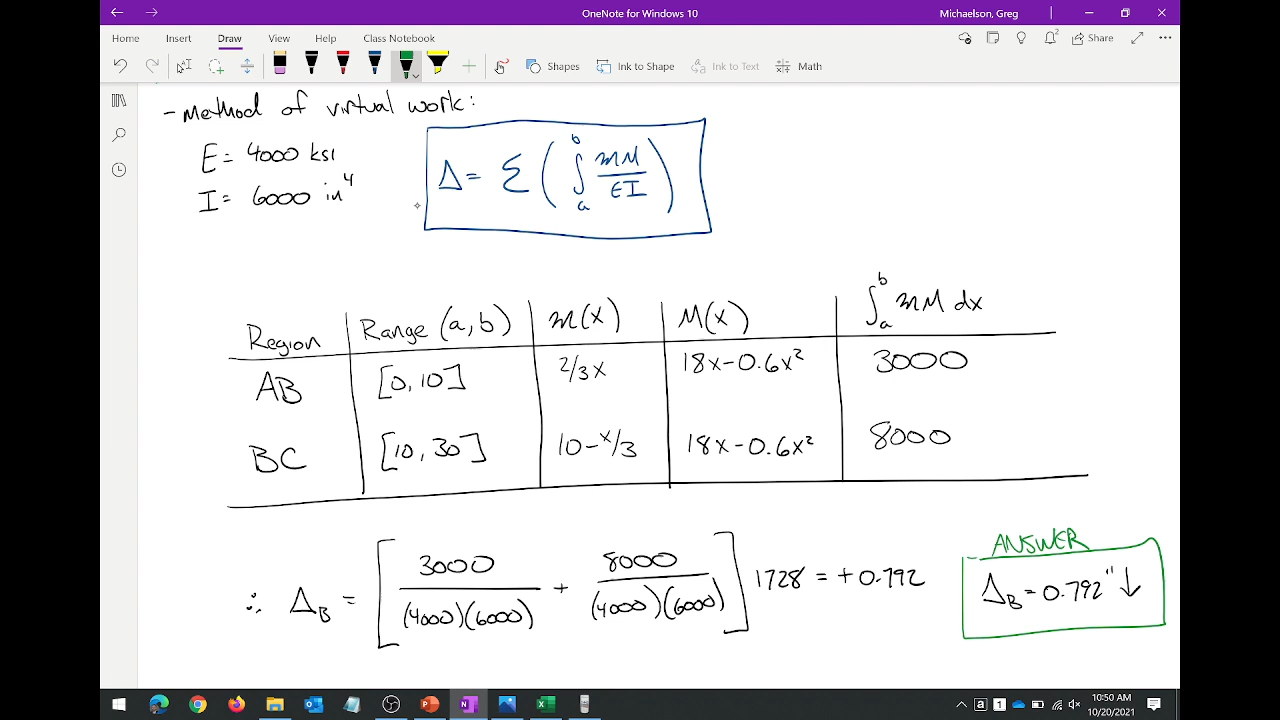 OneNote for Windows 10
Michaelson, Greg
Home Insert Draw View Help Class Notebook
Share
Shapes Ink to Shape Ink to Text Math
- Method of virtual work:
E = 4000 ksi
I = 6000 in⁴
Δ = Σ ( ∫ₐᵇ mM/EI )
Region Range (a,b) m(x) M(x) ∫ₐᵇ mM dx
AB [0, 10] 2/3x 18x-0.6x² 3000
BC [10, 30] 10-x/3 18x-0.6x² 8000
∴ Δ_B = [ 3000/(4000)(6000) + 8000/(4000)(6000) ] 1728 = +0.792
ANSWER
Δ_B = 0.792" ↓
10:50 AM
10/20/2021